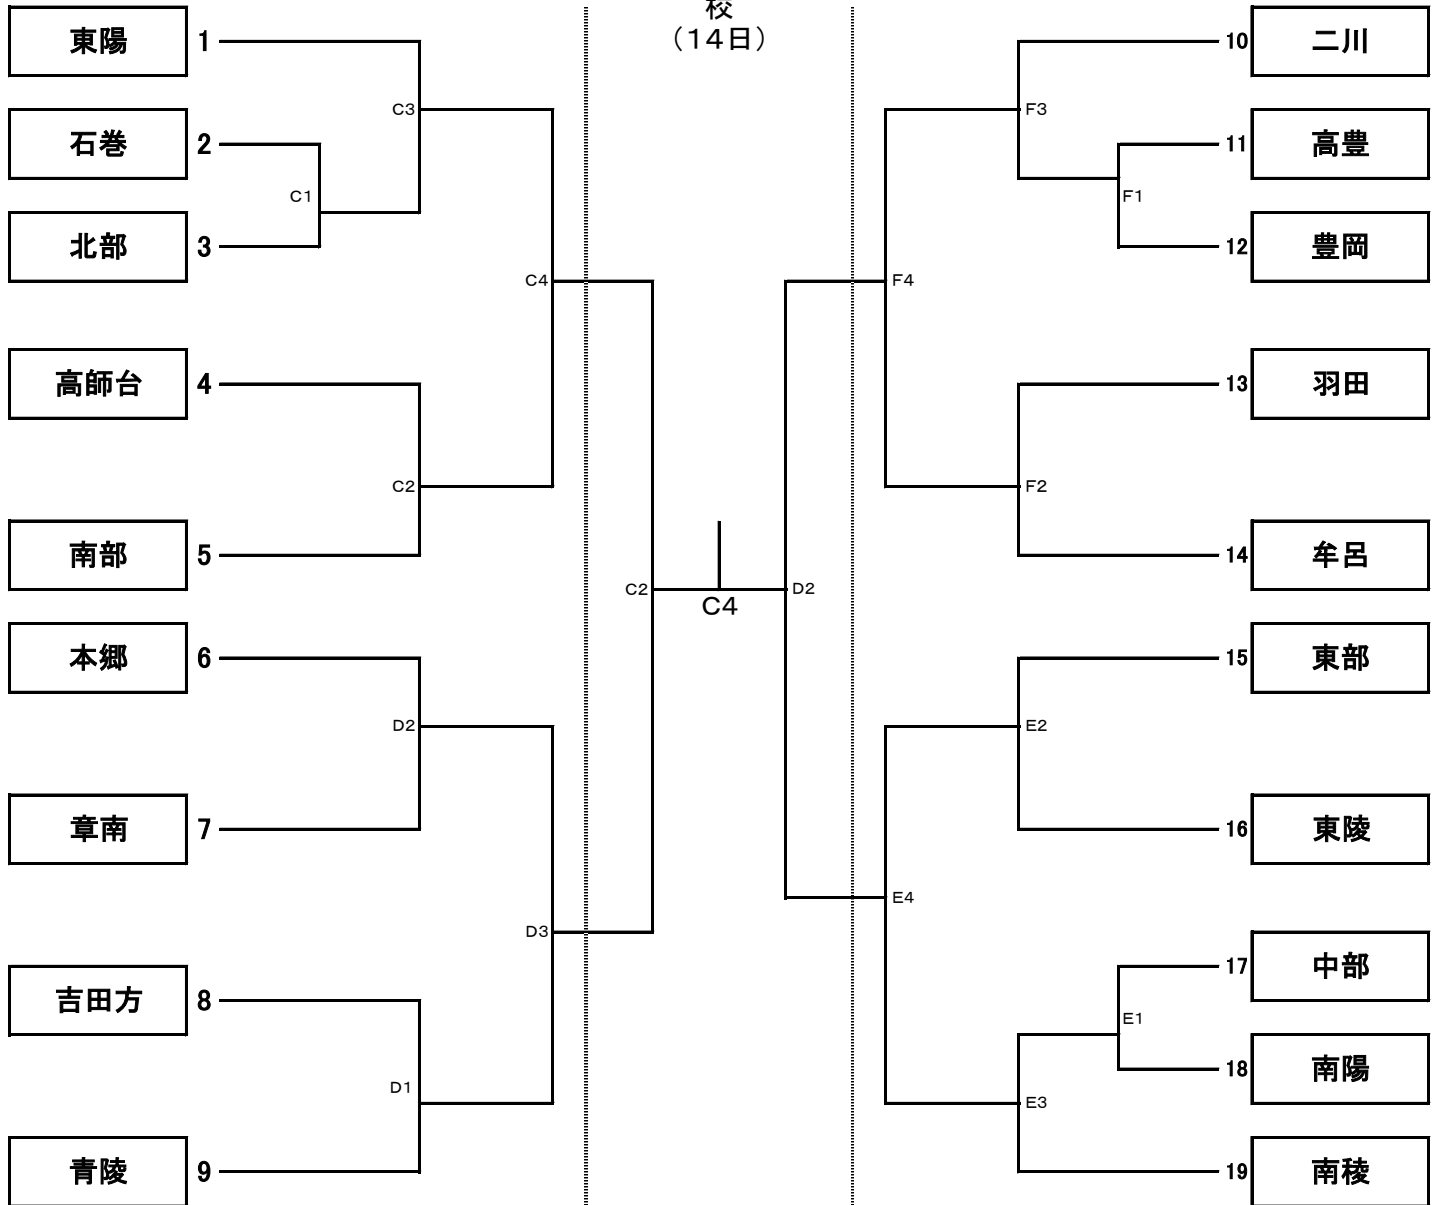 校
（14日）
東陽 1
C3
石巻 2
C1
北部 3
C4
高師台 4
C2
南部 5
本郷 6
D2
章南 7
D3
吉田方 8
D1
青陵 9
C2
C4
D2
10 二川
F3
11 高豊
F1
12 豊岡
F4
13 羽田
F2
14 牟呂
15 東部
E2
16 東陵
E4
17 中部
E1
18 南陽
E3
19 南稜